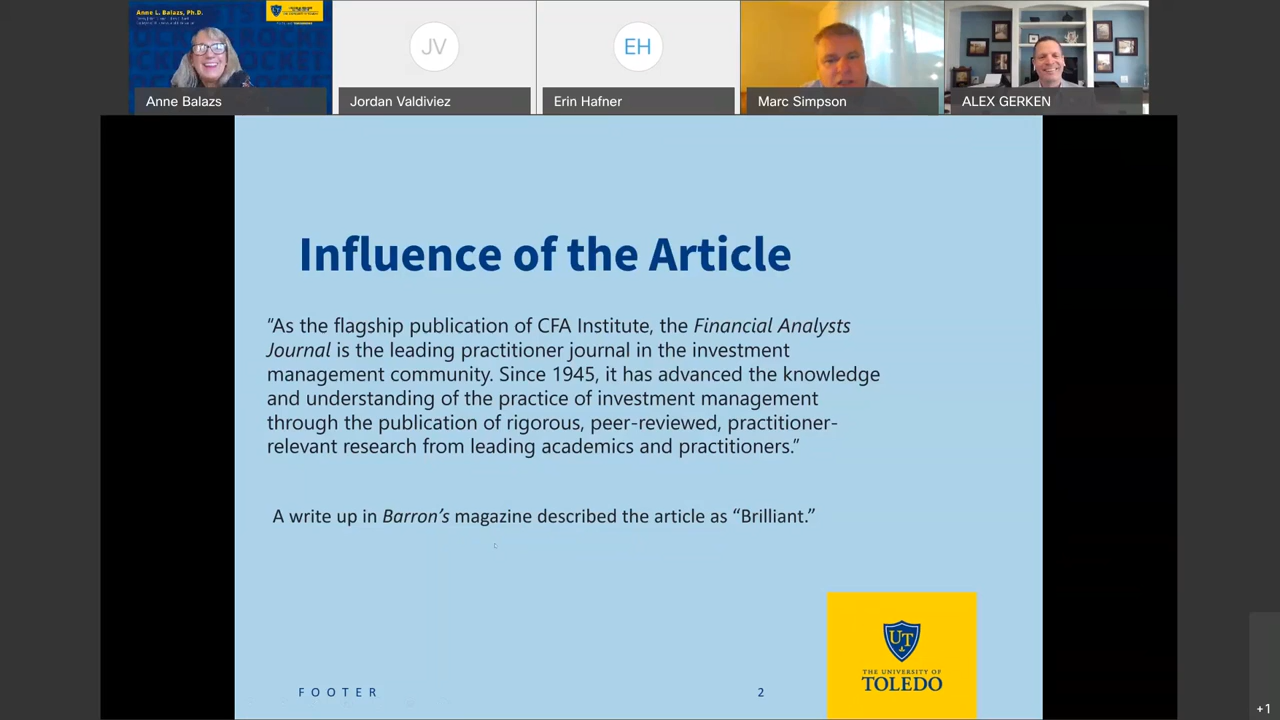 Anne L. Balazs, Ph.D.
ROCKETS
JV
EH
Anne Balazs
Jordan Valdiviez
Erin Hafner
Marc Simpson
ALEX GERKEN
Influence of the Article
“As the flagship publication of CFA Institute, the Financial Analysts
Journal is the leading practitioner journal in the investment
management community. Since 1945, it has advanced the knowledge
and understanding of the practice of investment management
through the publication of rigorous, peer-reviewed, practitioner-
relevant research from leading academics and practitioners.”
A write up in Barron’s magazine described the article as “Brilliant.”
UT
THE UNIVERSITY OF
TOLEDO
FOOTER
2
+1